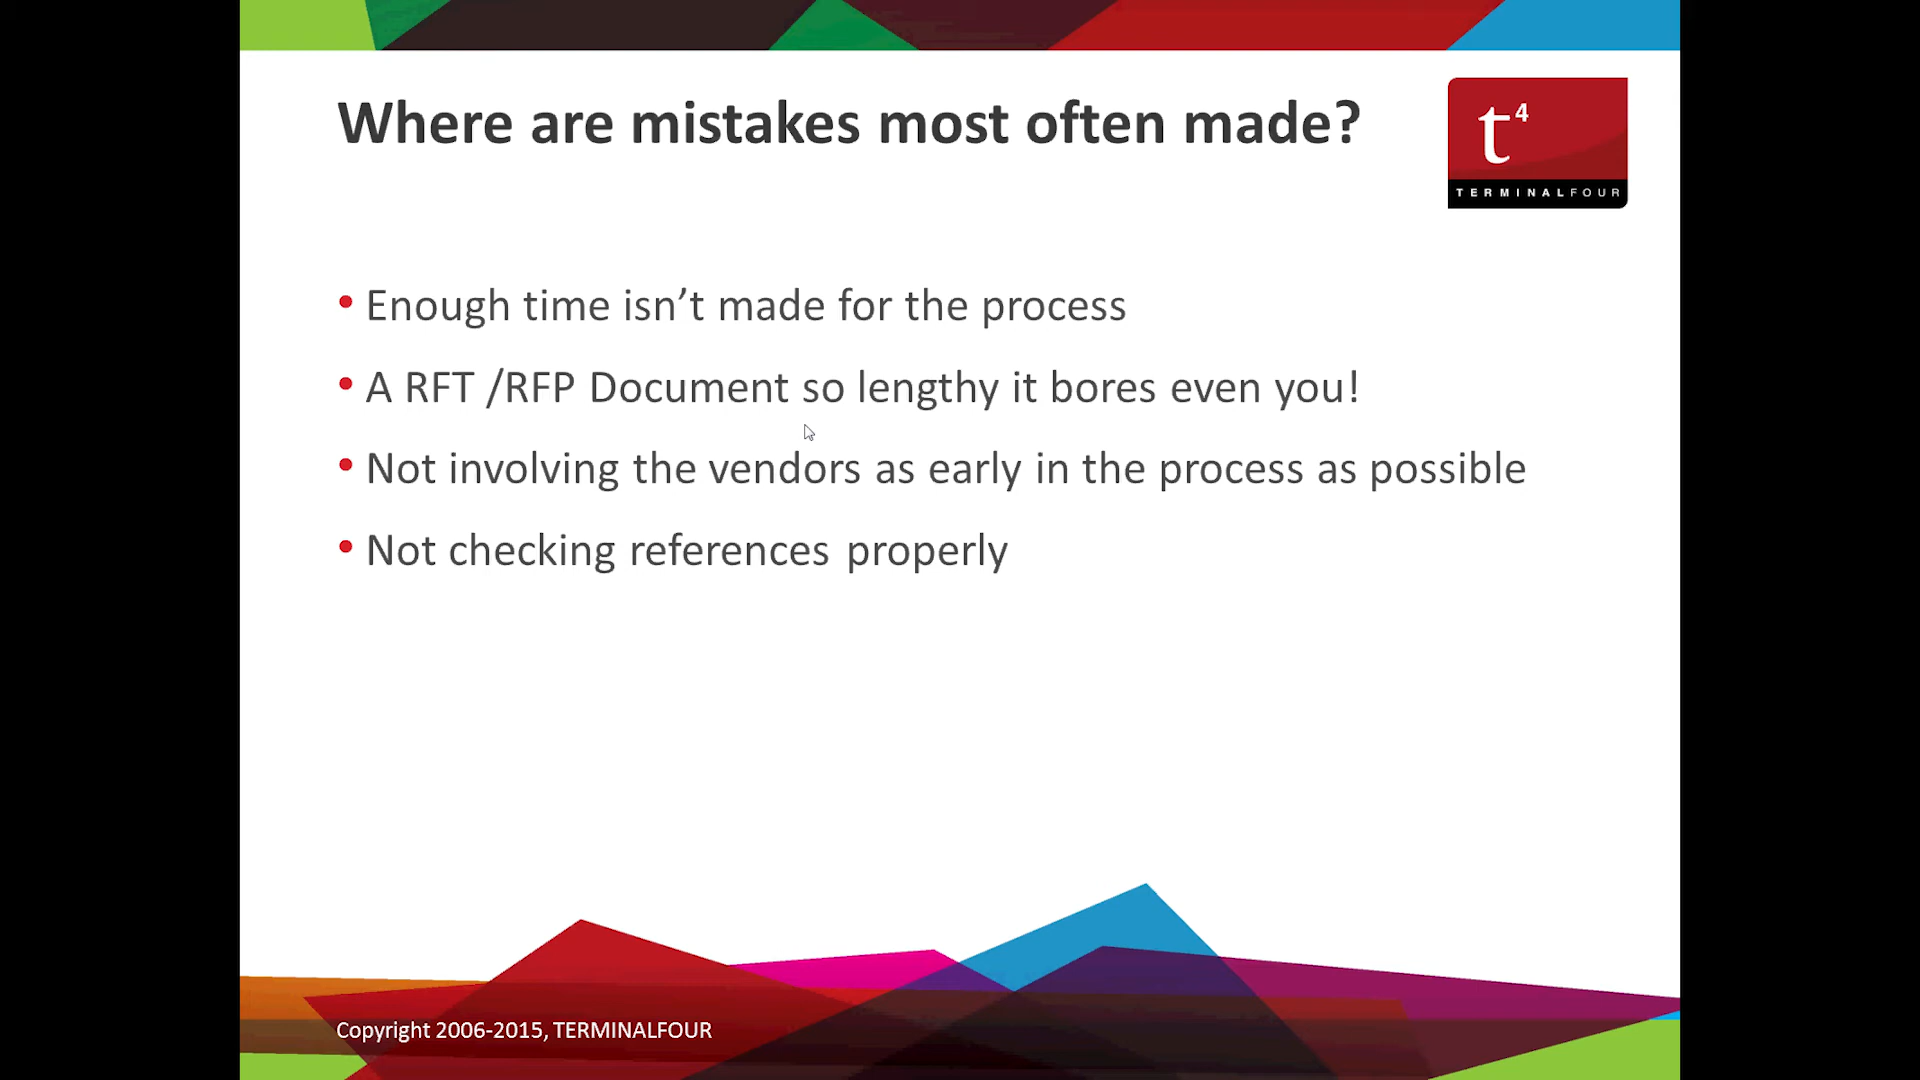 Where are mistakes most often made?
t4
TERMINALFOUR
• Enough time isn’t made for the process
• A RFT /RFP Document so lengthy it bores even you!
• Not involving the vendors as early in the process as possible
• Not checking references properly
Copyright 2006-2015, TERMINALFOUR